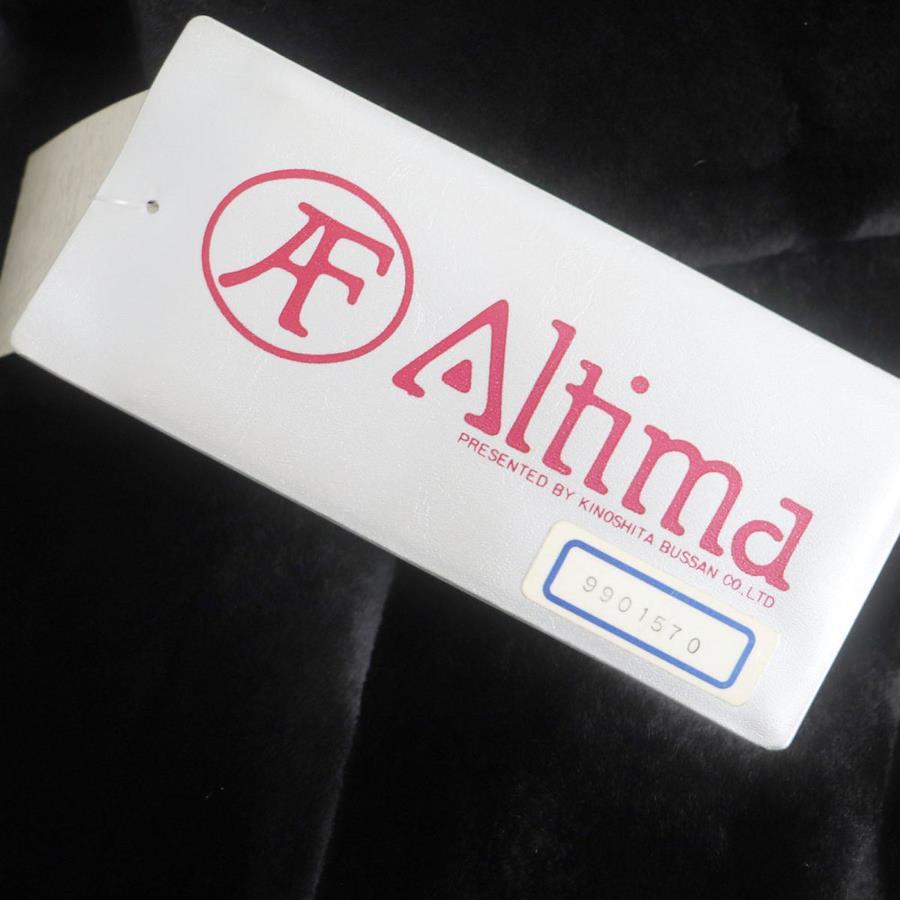 AF
Altima
PRESENTED BY KINOSHITA BUSSAN CO.LTD
9901570